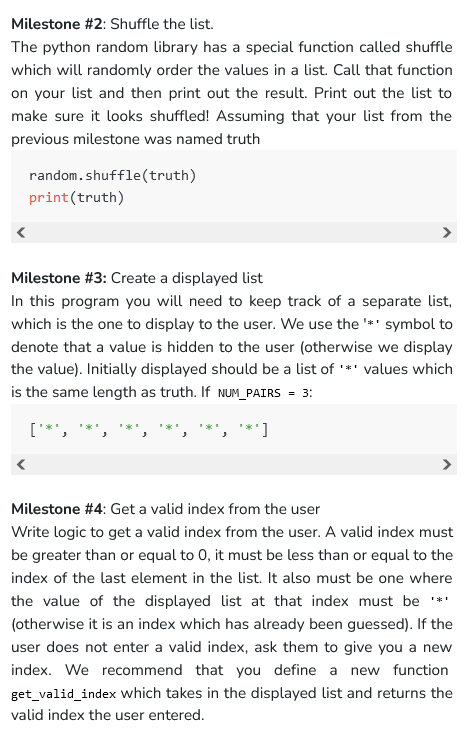 Milestone #2: Shuffle the list.
The python random library has a special function called shuffle
which will randomly order the values in a list. Call that function
on your list and then print out the result. Print out the list to
make sure it looks shuffled! Assuming that your list from the
previous milestone was named truth
random.shuffle(truth)
print(truth)
Milestone #3: Create a displayed list
In this program you will need to keep track of a separate list,
which is the one to display to the user. We use the '*' symbol to
denote that a value is hidden to the user (otherwise we display
the value). Initially displayed should be a list of '*' values which
is the same length as truth. If NUM_PAIRS = 3:
['*', '*', '*', '*', '*', '*']
Milestone #4: Get a valid index from the user
Write logic to get a valid index from the user. A valid index must
be greater than or equal to 0, it must be less than or equal to the
index of the last element in the list. It also must be one where
the value of the displayed list at that index must be '*'
(otherwise it is an index which has already been guessed). If the
user does not enter a valid index, ask them to give you a new
index. We recommend that you define a new function
get_valid_index which takes in the displayed list and returns the
valid index the user entered.